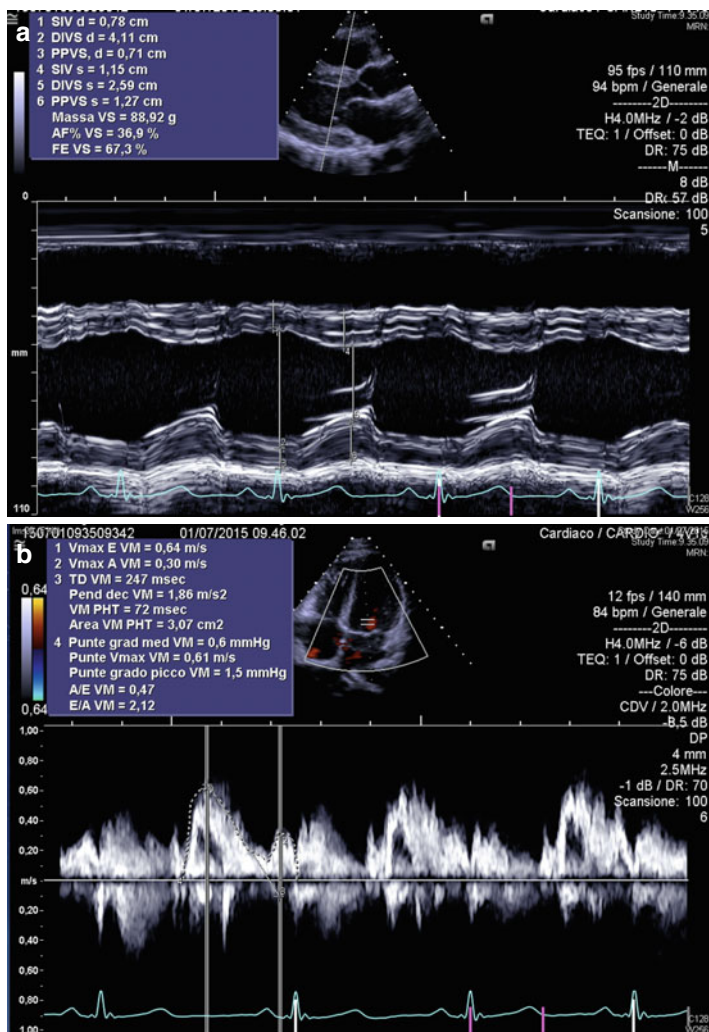 a
1 SIV d = 0,78 cm
2 DIVS d = 4,11 cm
3 PPVS, d = 0,71 cm
4 SIV s = 1,15 cm
5 DIVS s = 2,59 cm
6 PPVS s = 1,27 cm
Massa VS = 88,92 g
AF% VS = 36,9 %
FE VS = 67,3 %
Study Time: 9.35.09
MRN:
95 fps / 110 mm
94 bpm / Generale
--------2D--------
H4.0MHz / -2 dB
TEQ: 1 / Offset: 0 dB
DR: 75 dB
------M------
8 dB
DR: 57 dB
Scansione: 100
5
0
mm
110
C128
W256
b
150701093509342
01/07/2015 09.46.02
1 Vmax E VM = 0,64 m/s
2 Vmax A VM = 0,30 m/s
3 TD VM = 247 msec
Pend dec VM = 1,86 m/s2
VM PHT = 72 msec
Area VM PHT = 3,07 cm2
4 Punte grad med VM = 0,6 mmHg
Punte Vmax VM = 0,61 m/s
Punte grado picco VM = 1,5 mmHg
A/E VM = 0,47
E/A VM = 2,12
Cardiaco / CARDIO. / 4V1c
MRN:
12 fps / 140 mm
84 bpm / Generale
--------2D--------
H4.0MHz / -6 dB
TEQ: 1 / Offset: 0 dB
DR: 75 dB
---Colore---
CDV / 2.0MHz
-8,5 dB
DP
4 mm
2.5MHz
-1 dB / DR: 70
Scansione: 100
6
0,64
0,64
1,00
0,80
0,60
0,40
0,20
m/s
0,20
0,40
0,60
0,80
1,00
C128
W256